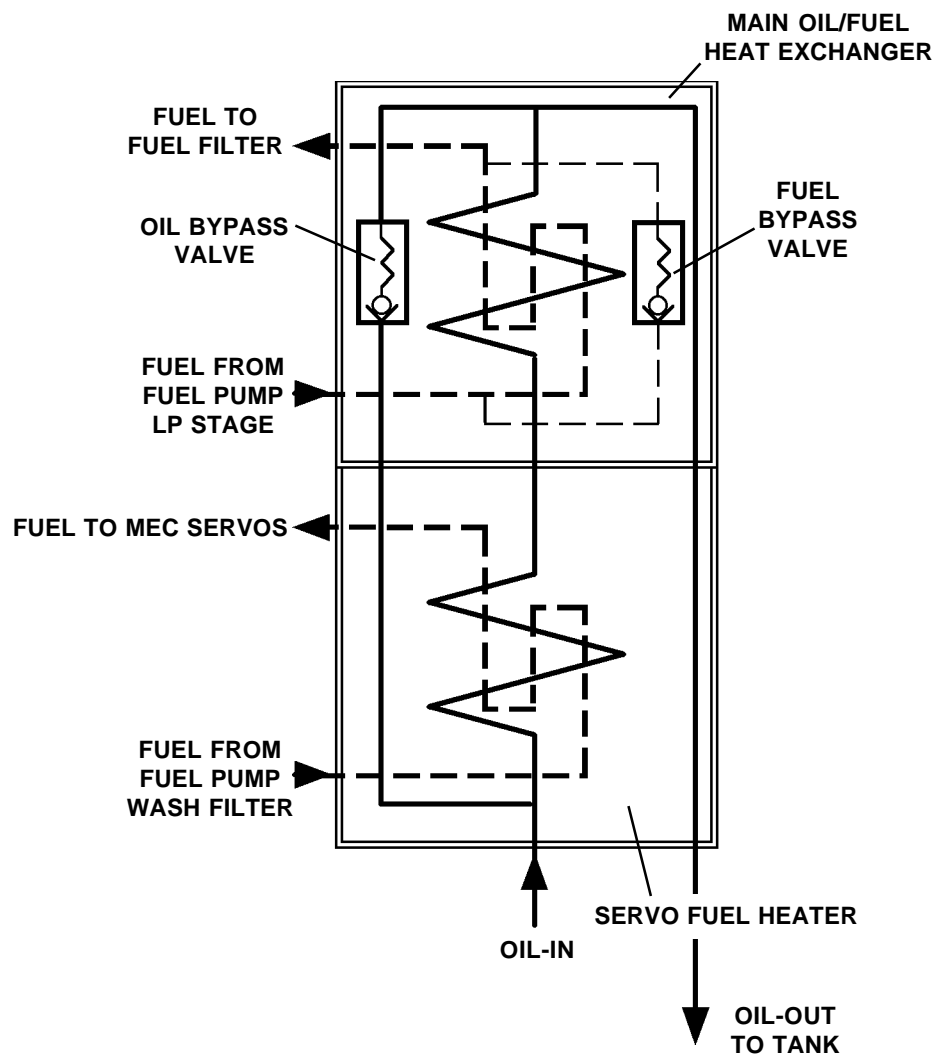 MAIN OIL/FUEL
HEAT EXCHANGER
FUEL TO
FUEL FILTER
OIL BYPASS
VALVE
FUEL
BYPASS
VALVE
FUEL FROM
FUEL PUMP
LP STAGE
FUEL TO MEC SERVOS
FUEL FROM
FUEL PUMP
WASH FILTER
SERVO FUEL HEATER
OIL-IN
OIL-OUT
TO TANK